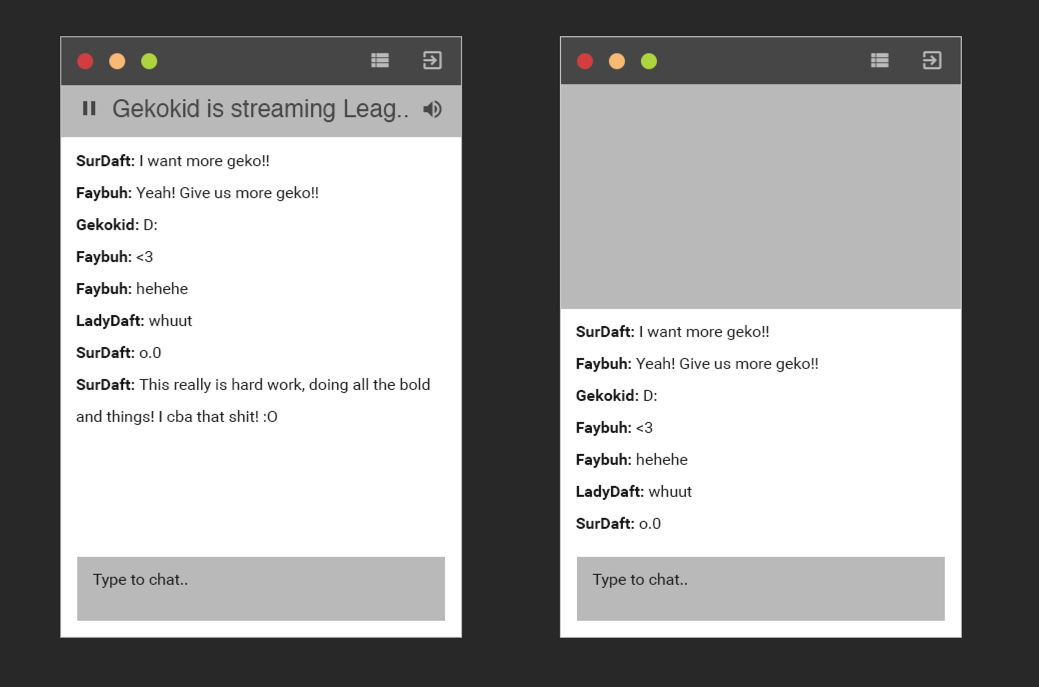 Gekokid is streaming Leag..
SurDaft: I want more geko!!
Faybuh: Yeah! Give us more geko!!
Gekokid: D:
Faybuh: <3
Faybuh: hehehe
LadyDaft: whuut
SurDaft: o.0
SurDaft: This really is hard work, doing all the bold
and things! I cba that shit! :O
Type to chat..
SurDaft: I want more geko!!
Faybuh: Yeah! Give us more geko!!
Gekokid: D:
Faybuh: <3
Faybuh: hehehe
LadyDaft: whuut
SurDaft: o.0
Type to chat..